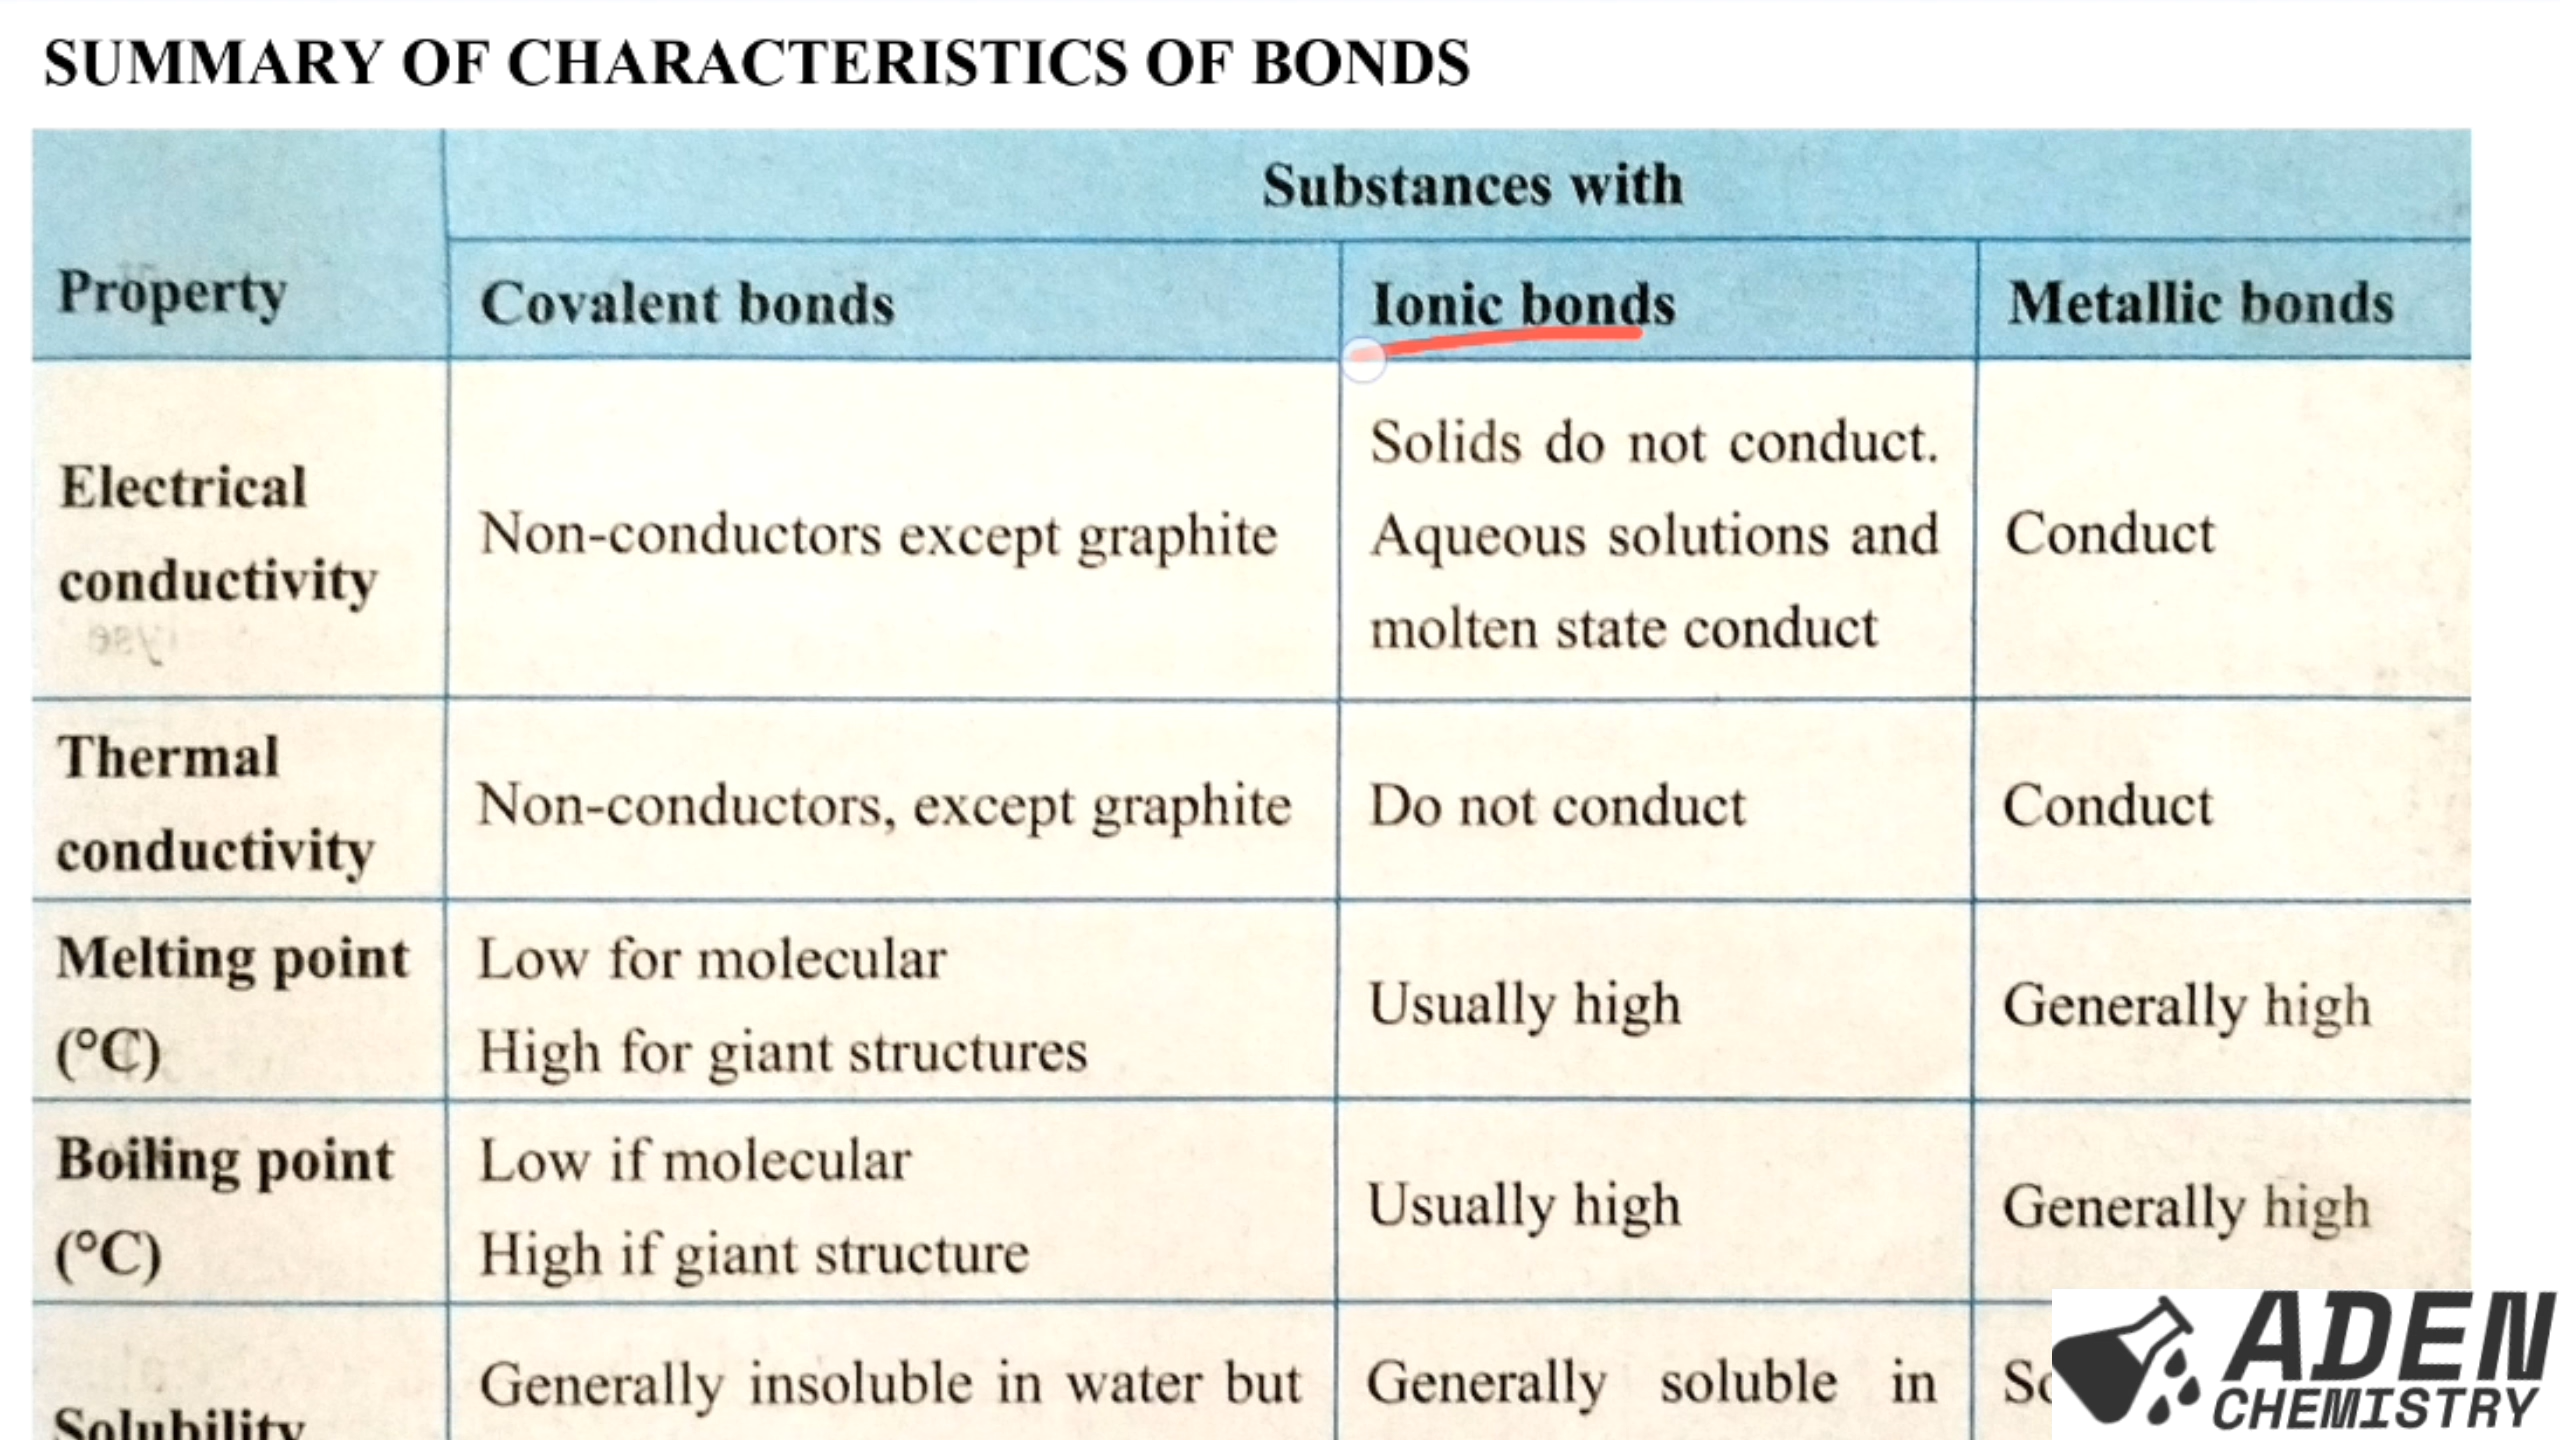 SUMMARY OF CHARACTERISTICS OF BONDS
Substances with
Property
Covalent bonds
Ionic bonds
Metallic bonds
Electrical
conductivity
Non-conductors except graphite
Solids do not conduct.
Aqueous solutions and
molten state conduct
Conduct
Thermal
conductivity
Non-conductors, except graphite
Do not conduct
Conduct
Melting point
(°C)
Low for molecular
High for giant structures
Usually high
Generally high
Boiling point
(°C)
Low if molecular
High if giant structure
Usually high
Generally high
Solubility
Generally insoluble in water but
Generally soluble in
ADEN
CHEMISTRY